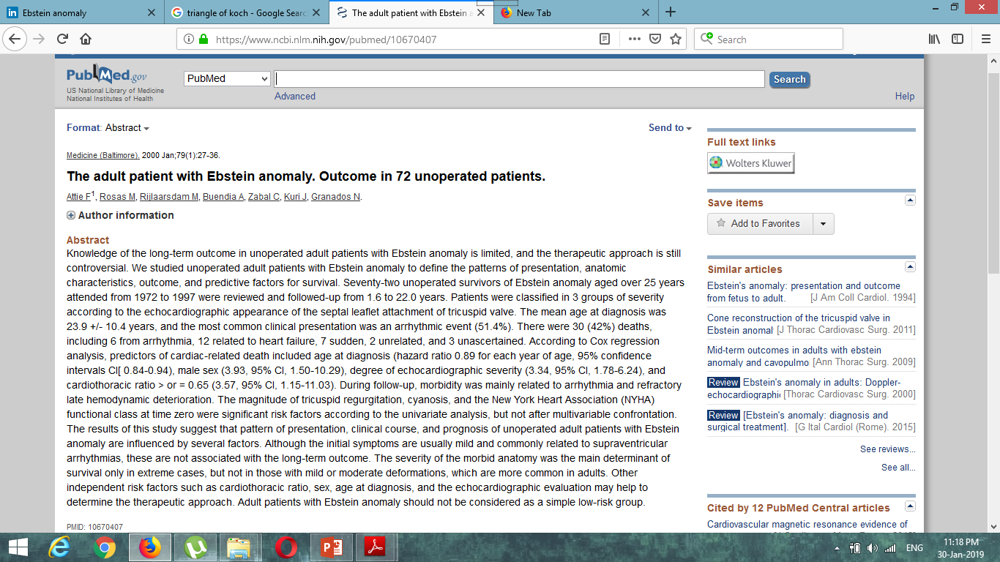 Ebstein anomaly
triangle of koch - Google Searc
The adult patient with Ebstein a
New Tab
https://www.ncbi.nlm.nih.gov/pubmed/10670407
Search
PubMed.gov
US National Library of Medicine
National Institutes of Health
PubMed
Search
Advanced
Help
Format: Abstract
Send to
Medicine (Baltimore). 2000 Jan;79(1):27-36.
The adult patient with Ebstein anomaly. Outcome in 72 unoperated patients.
Attie F1, Rosas M, Rijlaarsdam M, Buendia A, Zabal C, Kuri J, Granados N.
Author information
Abstract
Knowledge of the long-term outcome in unoperated adult patients with Ebstein anomaly is limited, and the therapeutic approach is still
controversial. We studied unoperated adult patients with Ebstein anomaly to define the patterns of presentation, anatomic
characteristics, outcome, and predictive factors for survival. Seventy-two unoperated survivors of Ebstein anomaly aged over 25 years
attended from 1972 to 1997 were reviewed and followed-up from 1.6 to 22.0 years. Patients were classified in 3 groups of severity
according to the echocardiographic appearance of the septal leaflet attachment of tricuspid valve. The mean age at diagnosis was
23.9 +/- 10.4 years, and the most common clinical presentation was an arrhythmic event (51.4%). There were 30 (42%) deaths,
including 6 from arrhythmia, 12 related to heart failure, 7 sudden, 2 unrelated, and 3 unascertained. According to Cox regression
analysis, predictors of cardiac-related death included age at diagnosis (hazard ratio 0.89 for each year of age, 95% confidence
intervals CI[ 0.84-0.94), male sex (3.93, 95% CI, 1.50-10.29), degree of echocardiographic severity (3.34, 95% CI, 1.78-6.24), and
cardiothoracic ratio > or = 0.65 (3.57, 95% CI, 1.15-11.03). During follow-up, morbidity was mainly related to arrhythmia and refractory
late hemodynamic deterioration. The magnitude of tricuspid regurgitation, cyanosis, and the New York Heart Association (NYHA)
functional class at time zero were significant risk factors according to the univariate analysis, but not after multivariable confrontation.
The results of this study suggest that pattern of presentation, clinical course, and prognosis of unoperated adult patients with Ebstein
anomaly are influenced by several factors. Although the initial symptoms are usually mild and commonly related to supraventricular
arrhythmias, these are not associated with the long-term outcome. The severity of the morbid anatomy was the main determinant of
survival only in extreme cases, but not in those with mild or moderate deformations, which are more common in adults. Other
independent risk factors such as cardiothoracic ratio, sex, age at diagnosis, and the echocardiographic evaluation may help to
determine the therapeutic approach. Adult patients with Ebstein anomaly should not be considered as a simple low-risk group.
PMID: 10670407
Full text links
Wolters Kluwer
Save items
Add to Favorites
Similar articles
Ebstein's anomaly: presentation and outcome
from fetus to adult. [J Am Coll Cardiol. 1994]
Cone reconstruction of the tricuspid valve in
Ebstein anomal [J Thorac Cardiovasc Surg. 2011]
Mid-term outcomes in adults with ebstein
anomaly and cavopulmo [Ann Thorac Surg. 2009]
Review Ebstein's anomaly in adults: Doppler-
echocardiographic [Thorac Cardiovasc Surg. 2000]
Review [Ebstein's anomaly: diagnosis and
surgical treatment]. [G Ital Cardiol (Rome). 2015]
See reviews...
See all...
Cited by 12 PubMed Central articles
Cardiovascular magnetic resonance evidence of
ENG
11:18 PM
30-Jan-2019